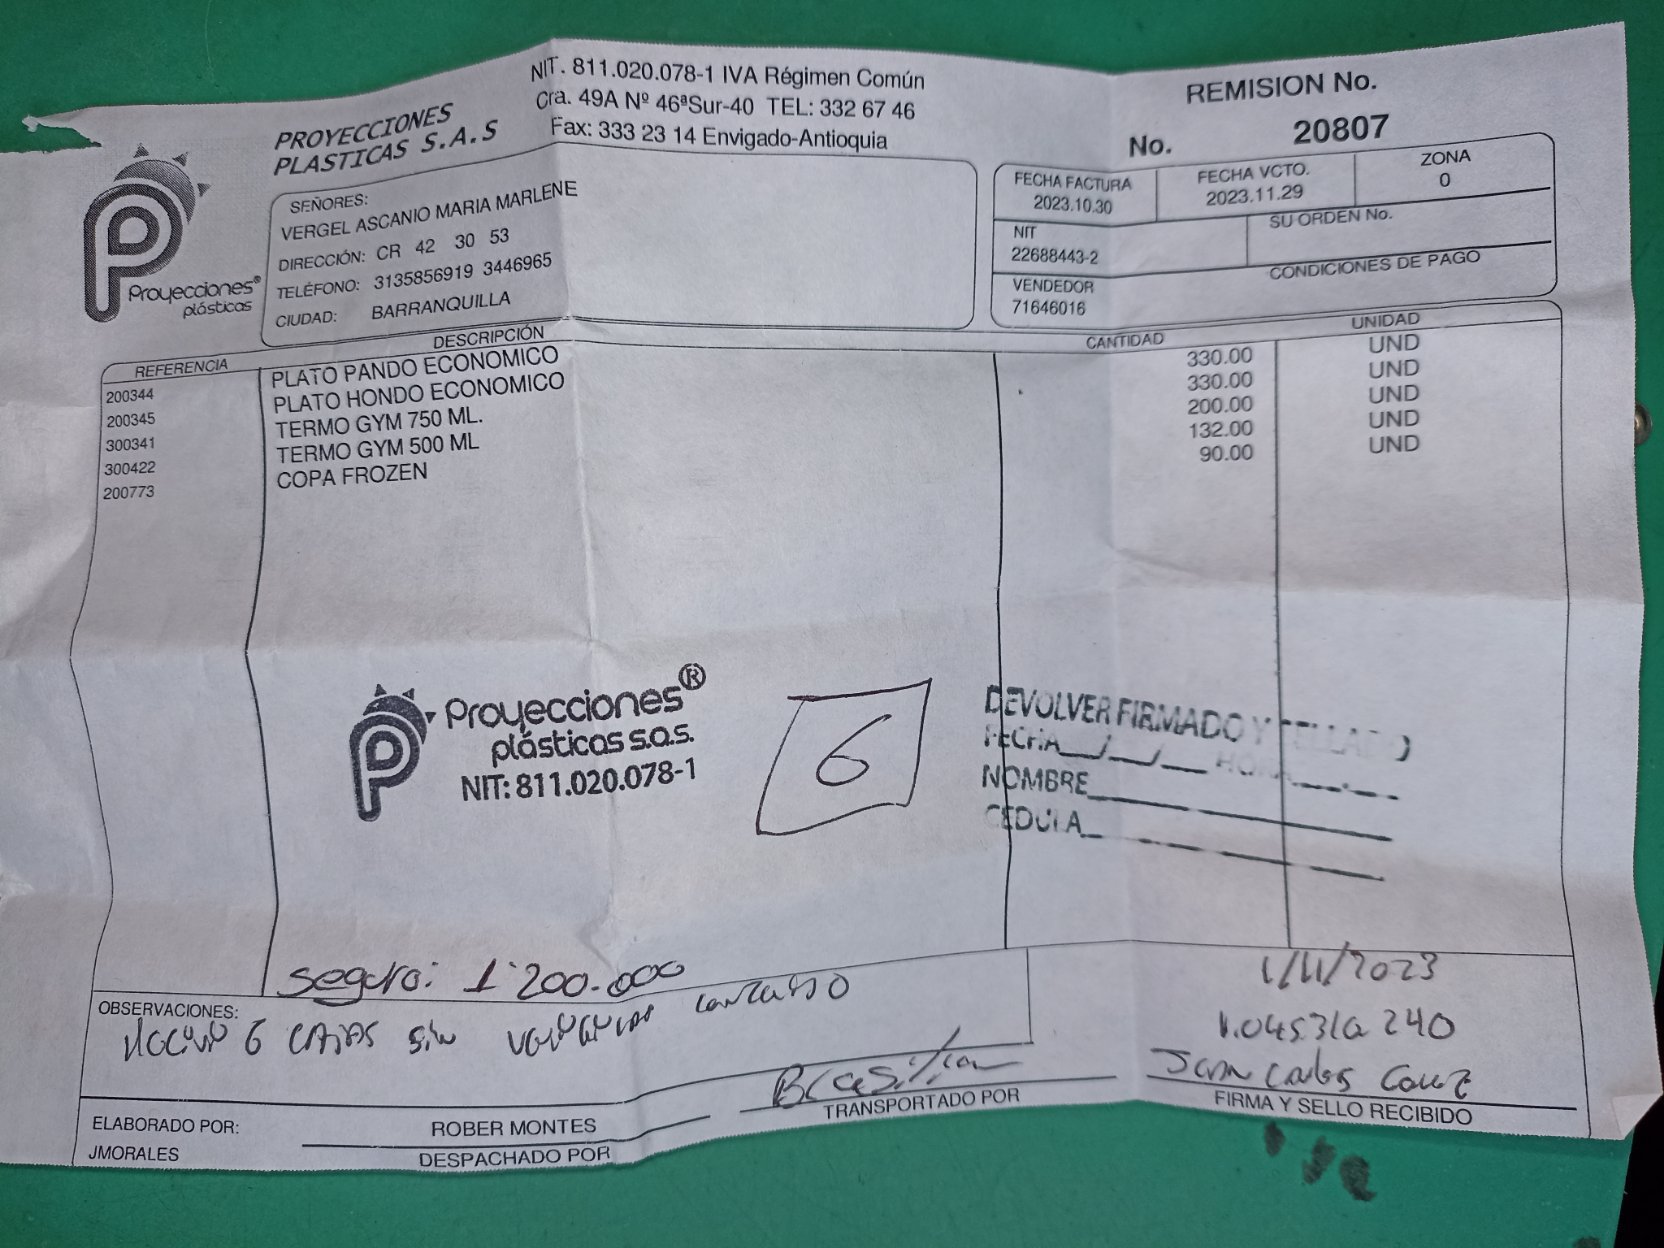 NIT. 811.020.078-1 IVA Régimen Común
Cra. 49A Nº 46ªSur-40 TEL: 332 67 46
Fax: 333 23 14 Envigado-Antioquia
PROYECCIONES
PLASTICAS S.A.S
REMISION No.
No. 20807
Proyecciones®
plásticas
SEÑORES:
VERGEL ASCANIO MARIA MARLENE
DIRECCIÓN: CR 42 30 53
TELÉFONO: 3135856919 3446965
CIUDAD: BARRANQUILLA
FECHA FACTURA
2023.10.30
FECHA VCTO.
2023.11.29
ZONA
0
NIT
22688443-2
SU ORDEN No.
VENDEDOR
71646016
CONDICIONES DE PAGO
REFERENCIA DESCRIPCIÓN CANTIDAD UNIDAD
200344 PLATO PANDO ECONOMICO 330.00 UND
200345 PLATO HONDO ECONOMICO 330.00 UND
300341 TERMO GYM 750 ML. 200.00 UND
300422 TERMO GYM 500 ML 132.00 UND
200773 COPA FROZEN 90.00 UND
Proyecciones®
plásticas s.a.s.
NIT: 811.020.078-1
6
DEVOLVER FIRMADO Y
FECHA__/__/__ HORA
NOMBRE
CEDULA
Seguro: 1'200.000
OBSERVACIONES:
6 CAJAS sin
1/11/2023
Juan Carlos
ELABORADO POR:
JMORALES
ROBER MONTES
DESPACHADO POR
TRANSPORTADO POR
FIRMA Y SELLO RECIBIDO